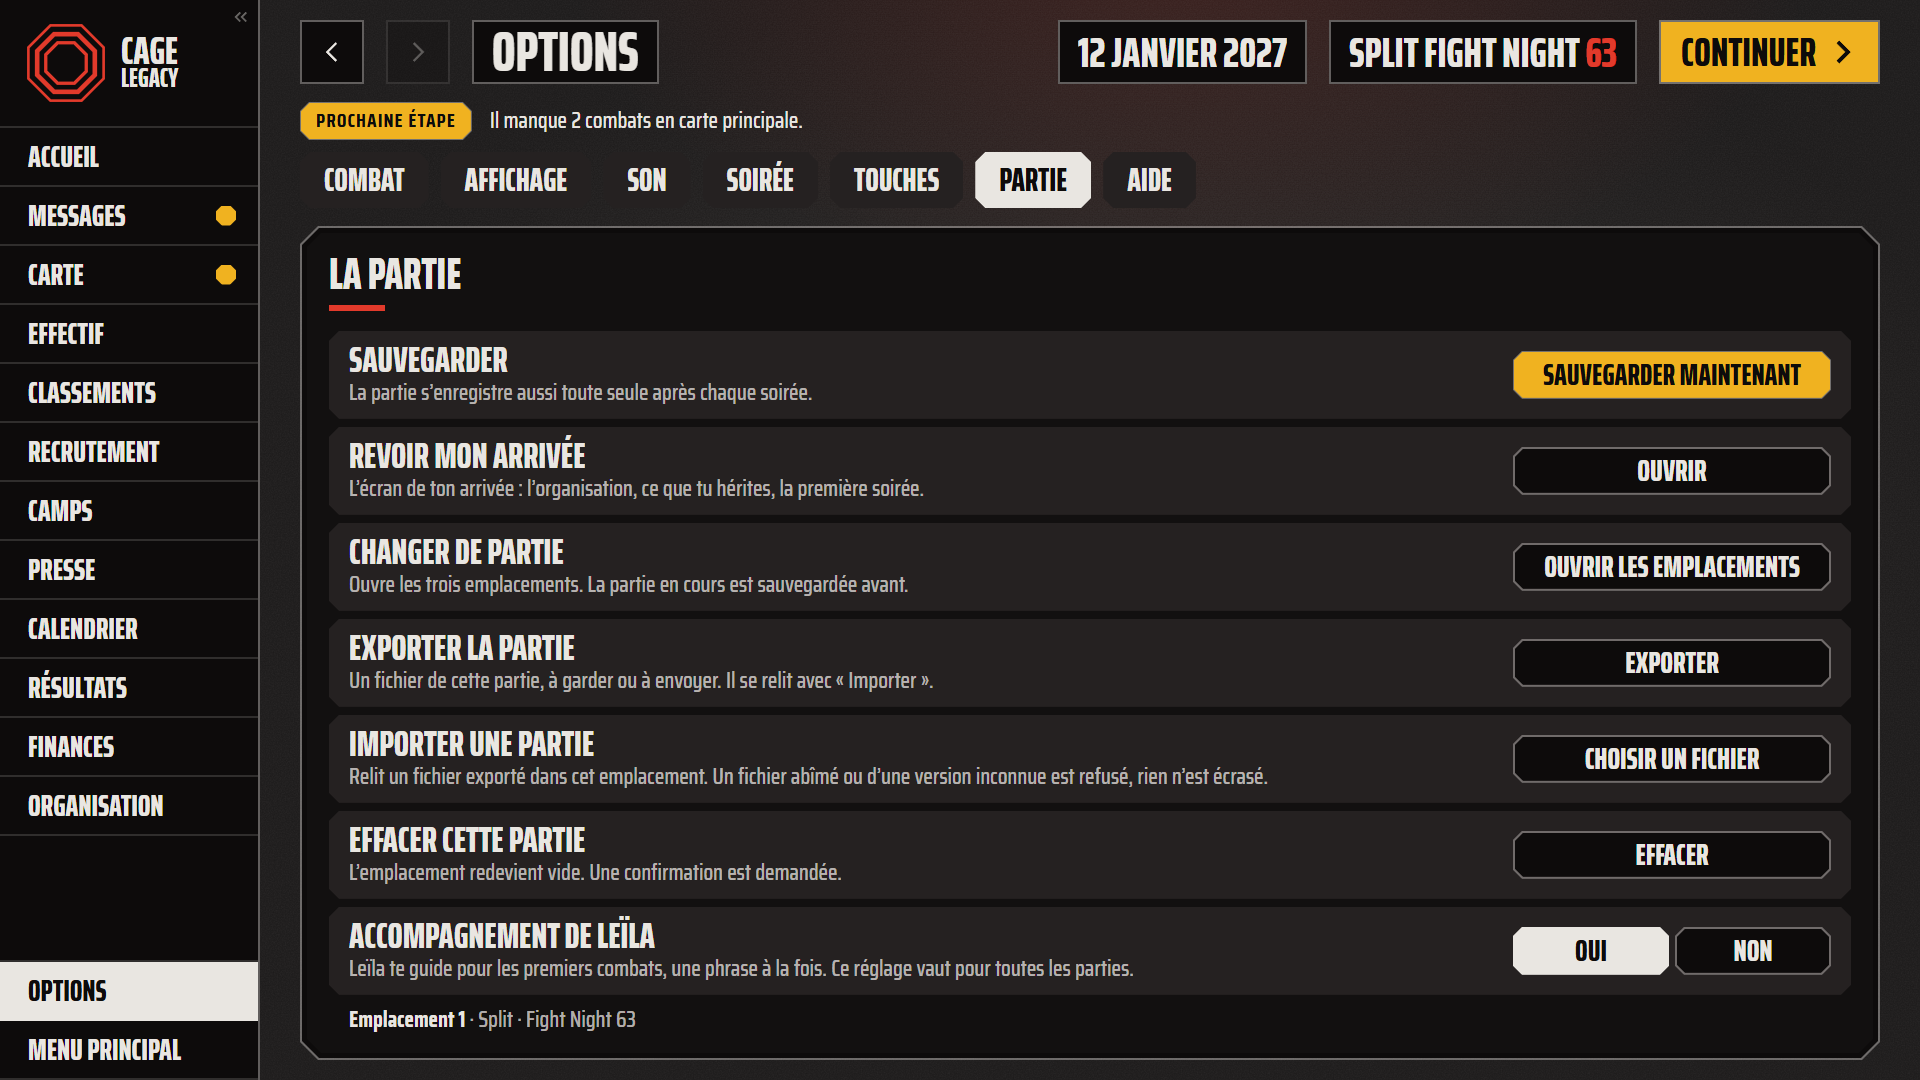 CAGE
LEGACY
«
ACCUEIL
MESSAGES
CARTE
EFFECTIF
CLASSEMENTS
RECRUTEMENT
CAMPS
PRESSE
CALENDRIER
RÉSULTATS
FINANCES
ORGANISATION
OPTIONS
MENU PRINCIPAL
OPTIONS
12 JANVIER 2027
SPLIT FIGHT NIGHT 63
CONTINUER
PROCHAINE ÉTAPE
Il manque 2 combats en carte principale.
COMBAT
AFFICHAGE
SON
SOIRÉE
TOUCHES
PARTIE
AIDE
LA PARTIE
SAUVEGARDER
La partie s’enregistre aussi toute seule après chaque soirée.
SAUVEGARDER MAINTENANT
REVOIR MON ARRIVÉE
L’écran de ton arrivée : l’organisation, ce que tu hérites, la première soirée.
OUVRIR
CHANGER DE PARTIE
Ouvre les trois emplacements. La partie en cours est sauvegardée avant.
OUVRIR LES EMPLACEMENTS
EXPORTER LA PARTIE
Un fichier de cette partie, à garder ou à envoyer. Il se relit avec « Importer ».
EXPORTER
IMPORTER UNE PARTIE
Relit un fichier exporté dans cet emplacement. Un fichier abîmé ou d’une version inconnue est refusé, rien n’est écrasé.
CHOISIR UN FICHIER
EFFACER CETTE PARTIE
L’emplacement redevient vide. Une confirmation est demandée.
EFFACER
ACCOMPAGNEMENT DE LEÏLA
Leïla te guide pour les premiers combats, une phrase à la fois. Ce réglage vaut pour toutes les parties.
OUI
NON
Emplacement 1 · Split · Fight Night 63